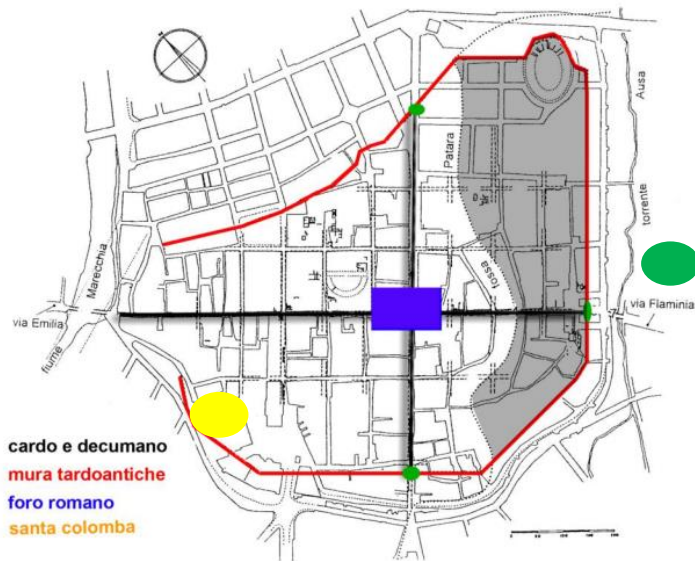 Ausa
torrente
Patara
fossa
Marecchia
fiume
via Emilia
via Flaminia
cardo e decumano
mura tardoantiche
foro romano
santa colomba